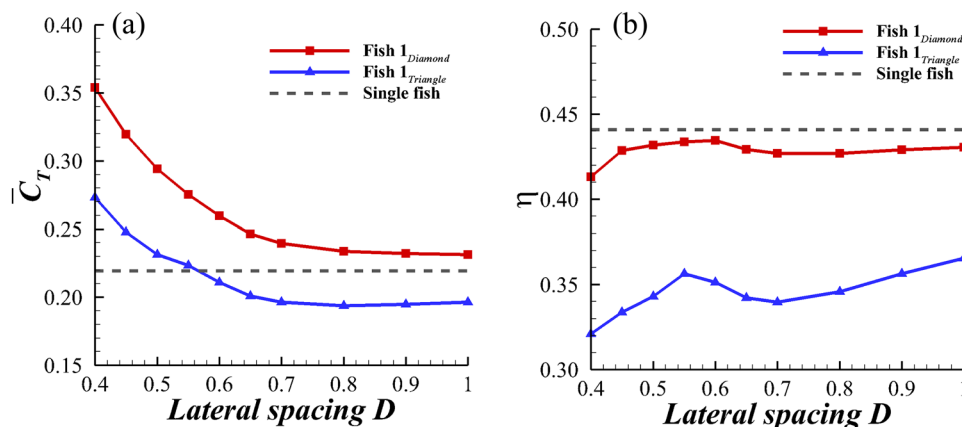 (a)
Fish 1Diamond
Fish 1Triangle
Single fish
C̅T
0.40
0.35
0.30
0.25
0.20
0.15
0.4 0.5 0.6 0.7 0.8 0.9 1
Lateral spacing D
(b)
Fish 1Diamond
Fish 1Triangle
Single fish
η
0.50
0.45
0.40
0.35
0.30
0.4 0.5 0.6 0.7 0.8 0.9
Lateral spacing D